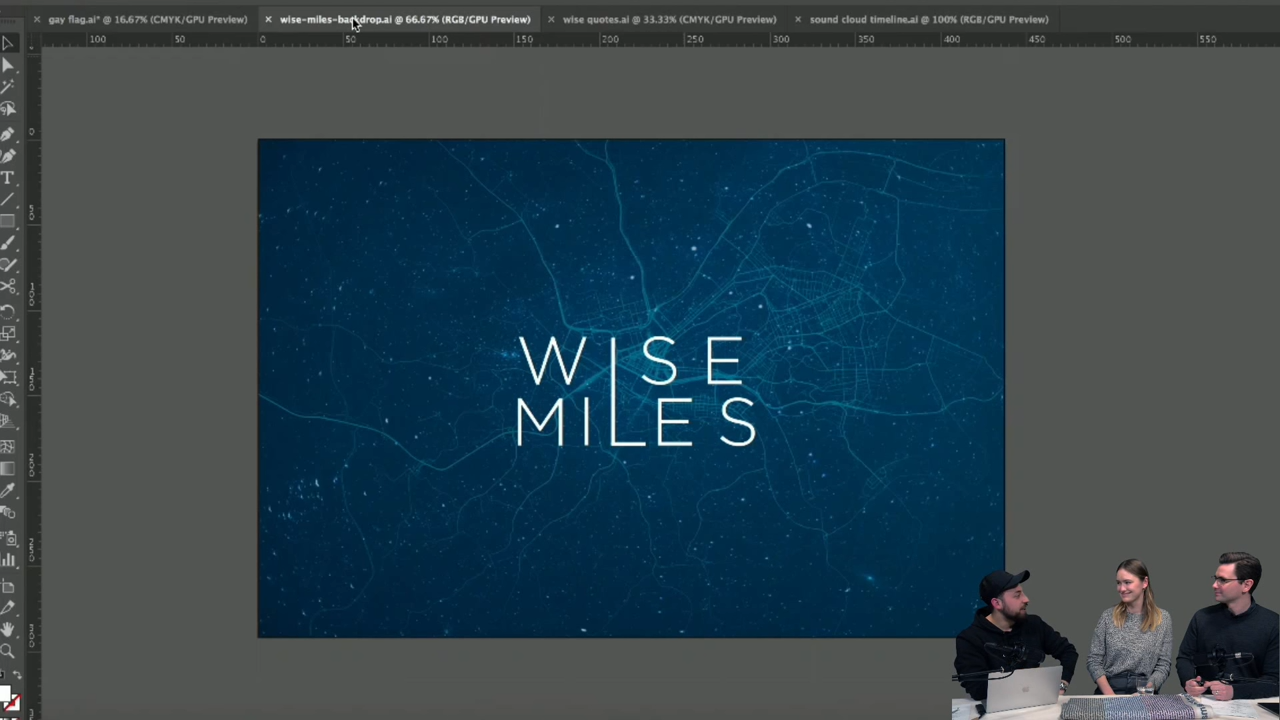 gay flag.ai* @ 16.67% (CMYK/GPU Preview)
wise-miles-backdrop.ai @ 66.67% (RGB/GPU Preview)
wise quotes.ai @ 33.33% (CMYK/GPU Preview)
sound cloud timeline.ai @ 100% (RGB/GPU Preview)
100 50 0 50 100 150 200 250 300 350 400 450 500 550
WISE
MILES